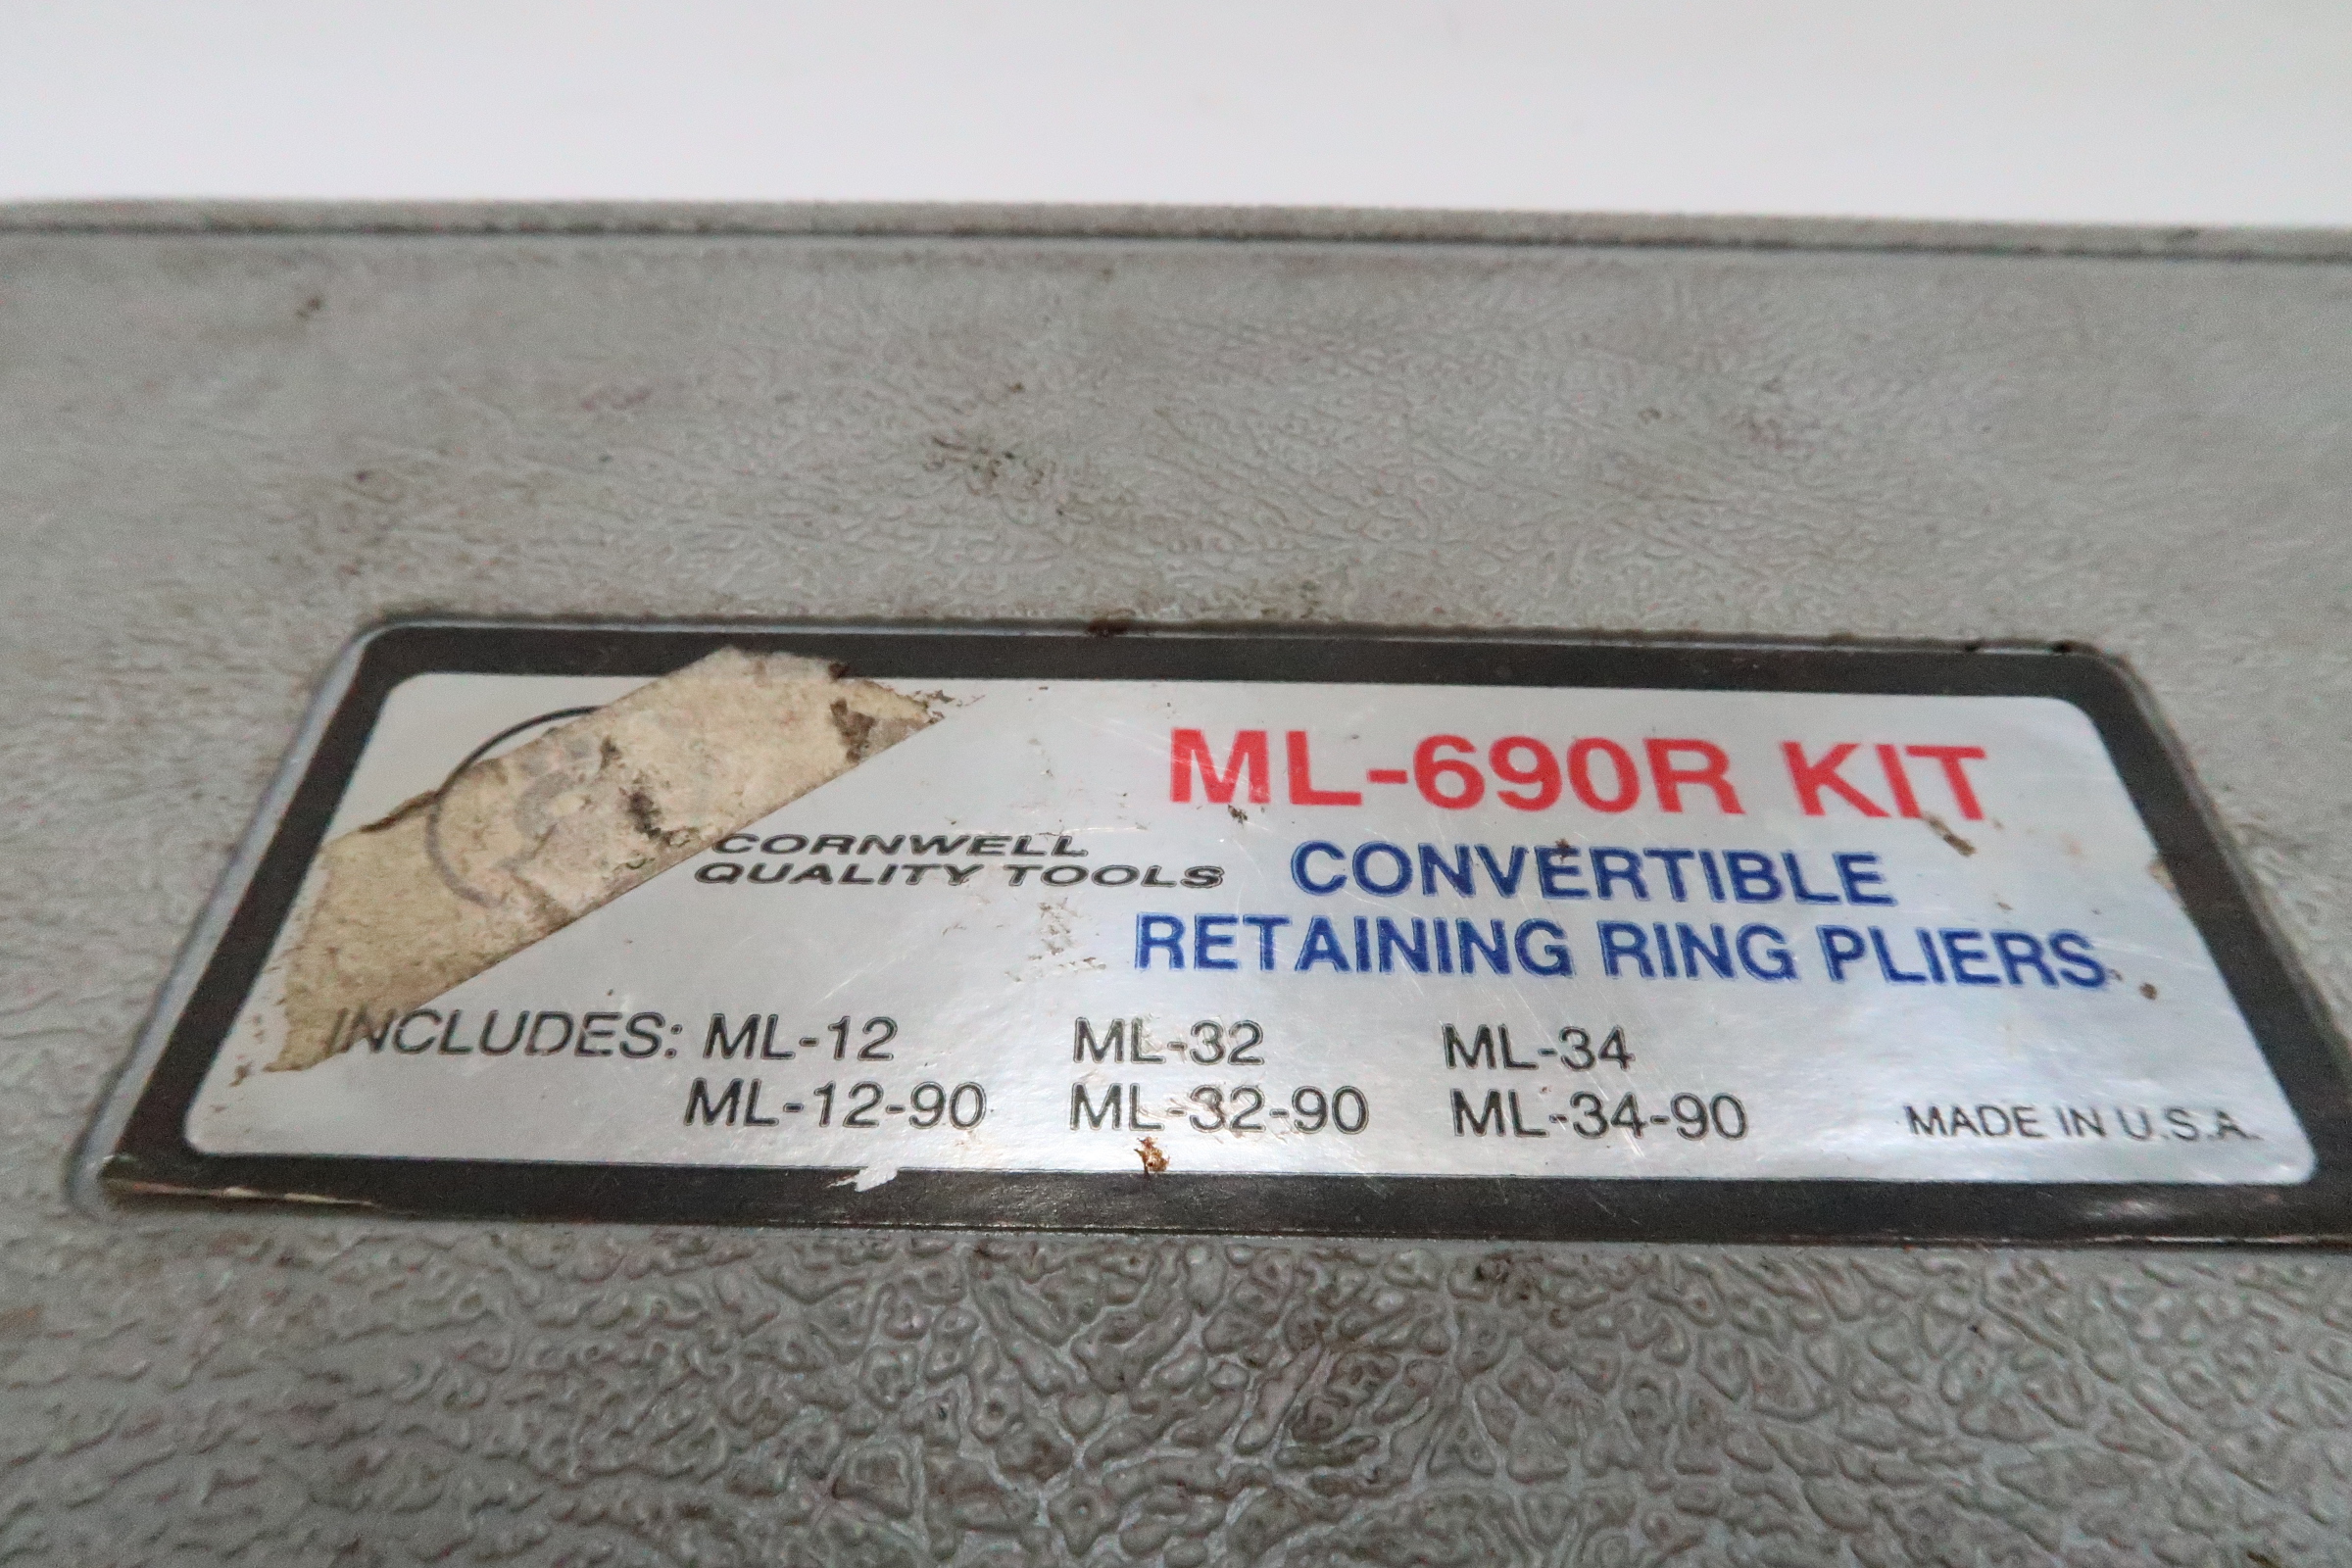 ML-690R KIT
CORNWELL
QUALITY TOOLS
CONVERTIBLE
RETAINING RING PLIERS
INCLUDES: ML-12 ML-32 ML-34
ML-12-90 ML-32-90 ML-34-90
MADE IN U.S.A.